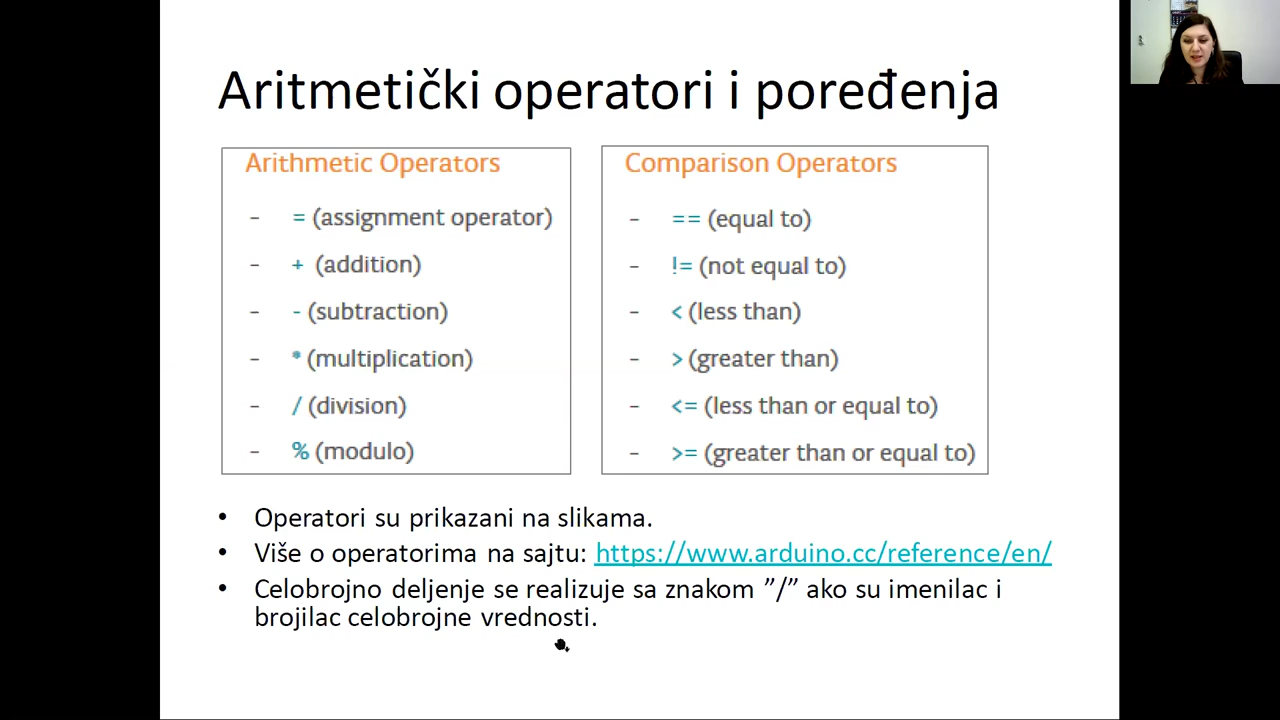 Aritmetički operatori i poređenja
Arithmetic Operators
- = (assignment operator)
- + (addition)
- - (subtraction)
- * (multiplication)
- / (division)
- % (modulo)
Comparison Operators
- == (equal to)
- != (not equal to)
- < (less than)
- > (greater than)
- <= (less than or equal to)
- >= (greater than or equal to)
• Operatori su prikazani na slikama.
• Više o operatorima na sajtu: https://www.arduino.cc/reference/en/
• Celobrojno deljenje se realizuje sa znakom ”/” ako su imenilac i
brojilac celobrojne vrednosti.